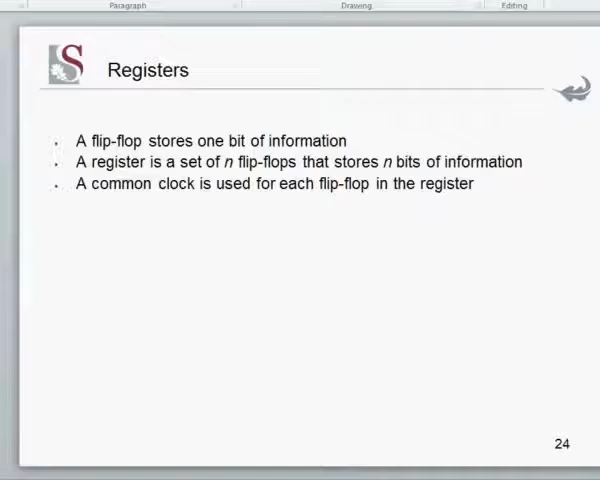 Paragraph
Drawing
Editing
S
Registers
A flip-flop stores one bit of information
A register is a set of n flip-flops that stores n bits of information
A common clock is used for each flip-flop in the register
24